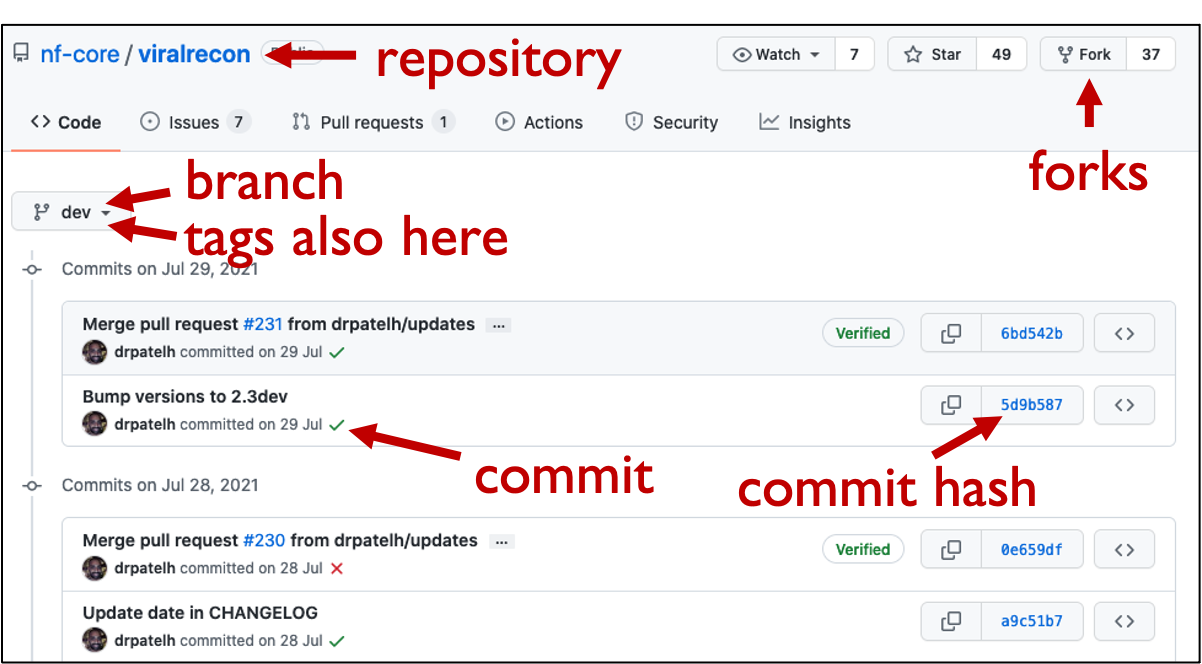 nf-core / viralrecon
repository
Watch 7 Star 49 Fork 37
Code Issues 7 Pull requests 1 Actions Security Insights
forks
branch
dev
tags also here
Commits on Jul 29, 2021
Merge pull request #231 from drpatelh/updates ...
Verified 6bd542b
drpatelh committed on 29 Jul
Bump versions to 2.3dev
5d9b587
drpatelh committed on 29 Jul
commit
commit hash
Commits on Jul 28, 2021
Merge pull request #230 from drpatelh/updates ...
Verified 0e659df
drpatelh committed on 28 Jul
Update date in CHANGELOG
a9c51b7
drpatelh committed on 28 Jul